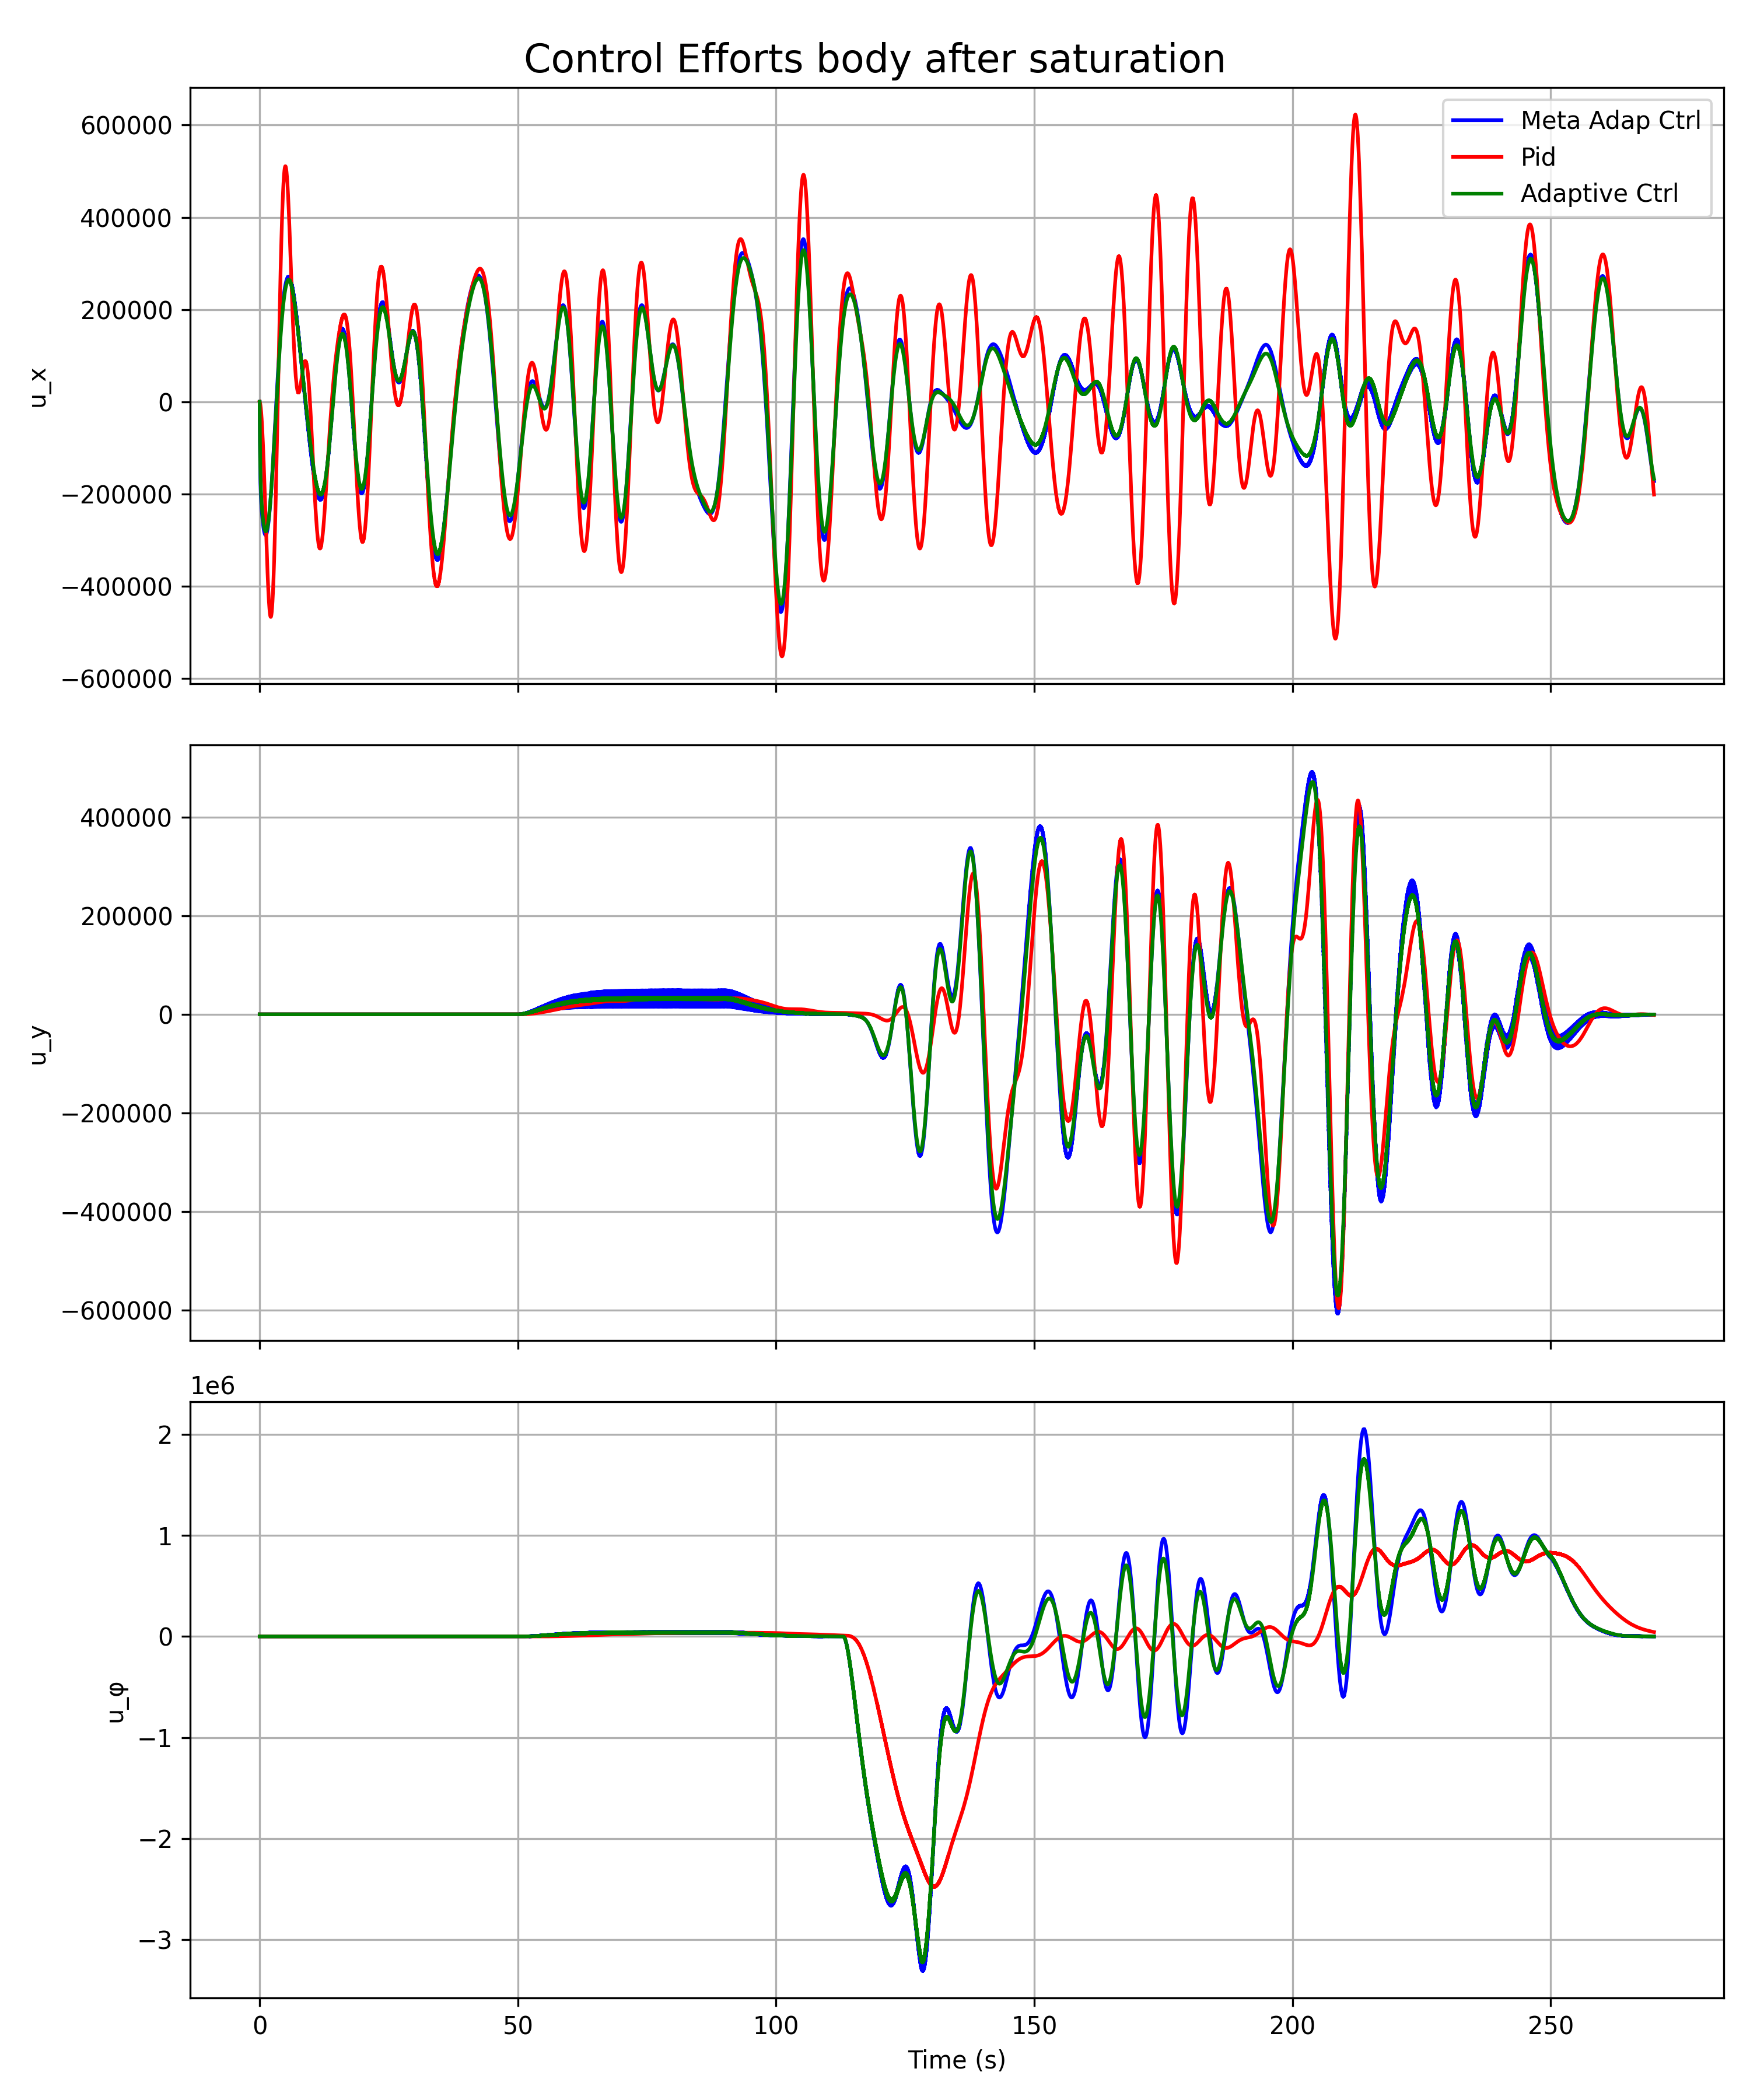 Control Efforts body after saturation
Meta Adap Ctrl
Pid
Adaptive Ctrl
600000
400000
200000
0
−200000
−400000
−600000
u_x
400000
200000
0
−200000
−400000
−600000
u_y
1e6
2
1
0
−1
−2
−3
u_φ
0 50 100 150 200 250
Time (s)